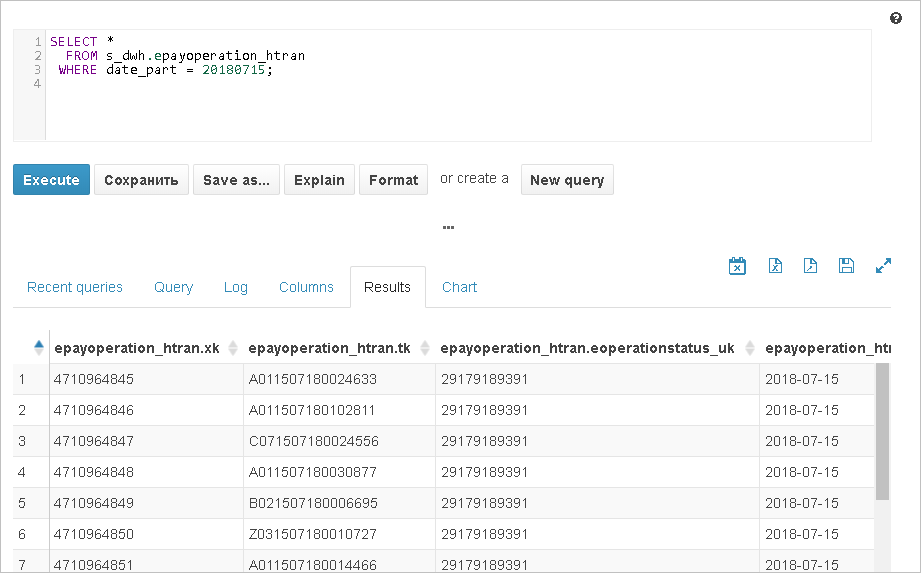 1 SELECT *
2 FROM s_dwh.epayoperation_htran
3 WHERE date_part = 20180715;
4
Execute Сохранить Save as... Explain Format or create a New query
...
Recent queries Query Log Columns Results Chart
epayoperation_htran.xk epayoperation_htran.tk epayoperation_htran.eoperationstatus_uk epayoperation_htr
1 4710964845 A011507180024633 29179189391 2018-07-15
2 4710964846 A011507180102811 29179189391 2018-07-15
3 4710964847 C071507180024556 29179189391 2018-07-15
4 4710964848 A011507180030877 29179189391 2018-07-15
5 4710964849 B021507180006695 29179189391 2018-07-15
6 4710964850 Z031507180010727 29179189391 2018-07-15
7 4710964851 A011507180014466 29179189391 2018-07-15